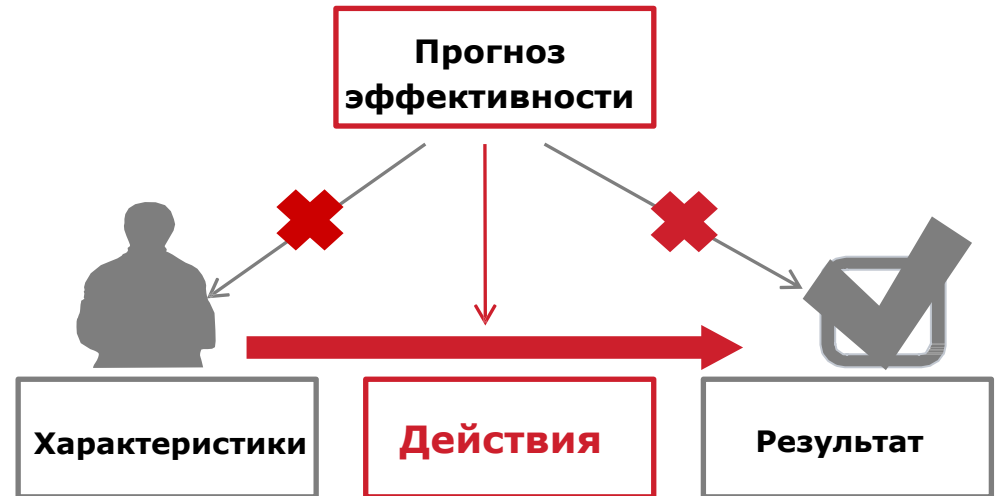 Прогноз
эффективности
Характеристики
Действия
Результат